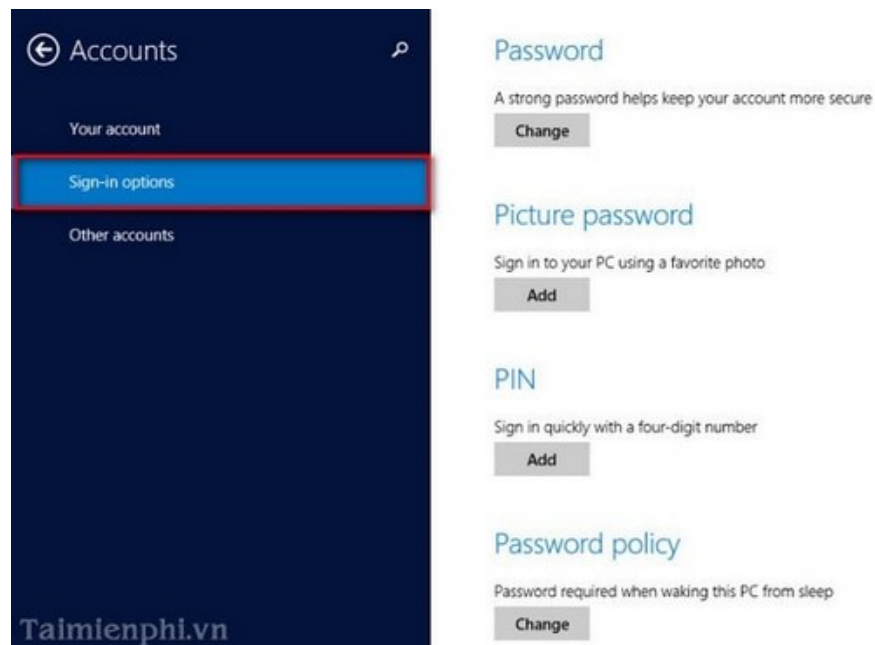 Accounts
Your account
Sign-in options
Other accounts
Taimienphi.vn
Password
A strong password helps keep your account more secure
Change
Picture password
Sign in to your PC using a favorite photo
Add
PIN
Sign in quickly with a four-digit number
Add
Password policy
Password required when waking this PC from sleep
Change